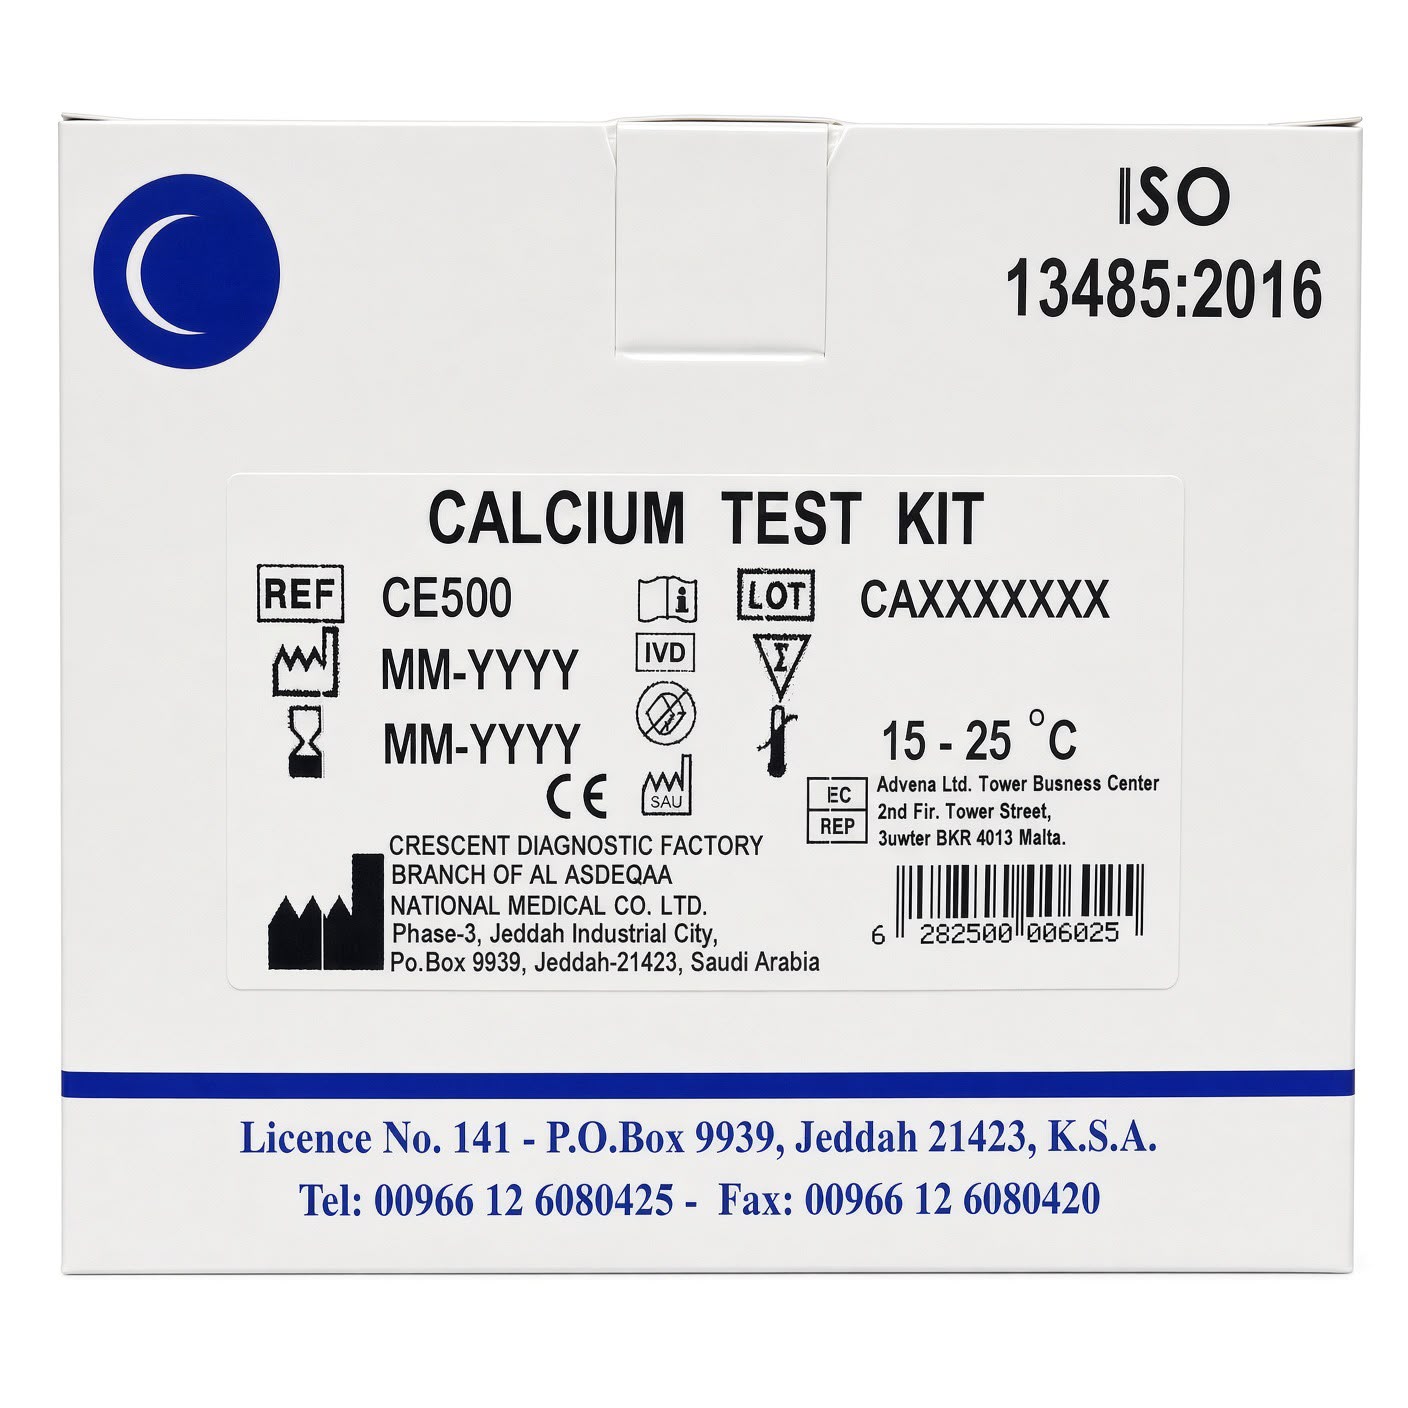 ISO
13485:2016
CALCIUM TEST KIT
REF CE500 LOT CAXXXXXXX
MM-YYYY IVD Σ
MM-YYYY 15 - 25 °C
CE SAU
EC REP
Advena Ltd. Tower Busness Center
2nd Fir. Tower Street,
3uwter BKR 4013 Malta.
CRESCENT DIAGNOSTIC FACTORY
BRANCH OF AL ASDEQAA
NATIONAL MEDICAL CO. LTD.
Phase-3, Jeddah Industrial City,
Po.Box 9939, Jeddah-21423, Saudi Arabia
6 282500 006025
Licence No. 141 - P.O.Box 9939, Jeddah 21423, K.S.A.
Tel: 00966 12 6080425 - Fax: 00966 12 6080420